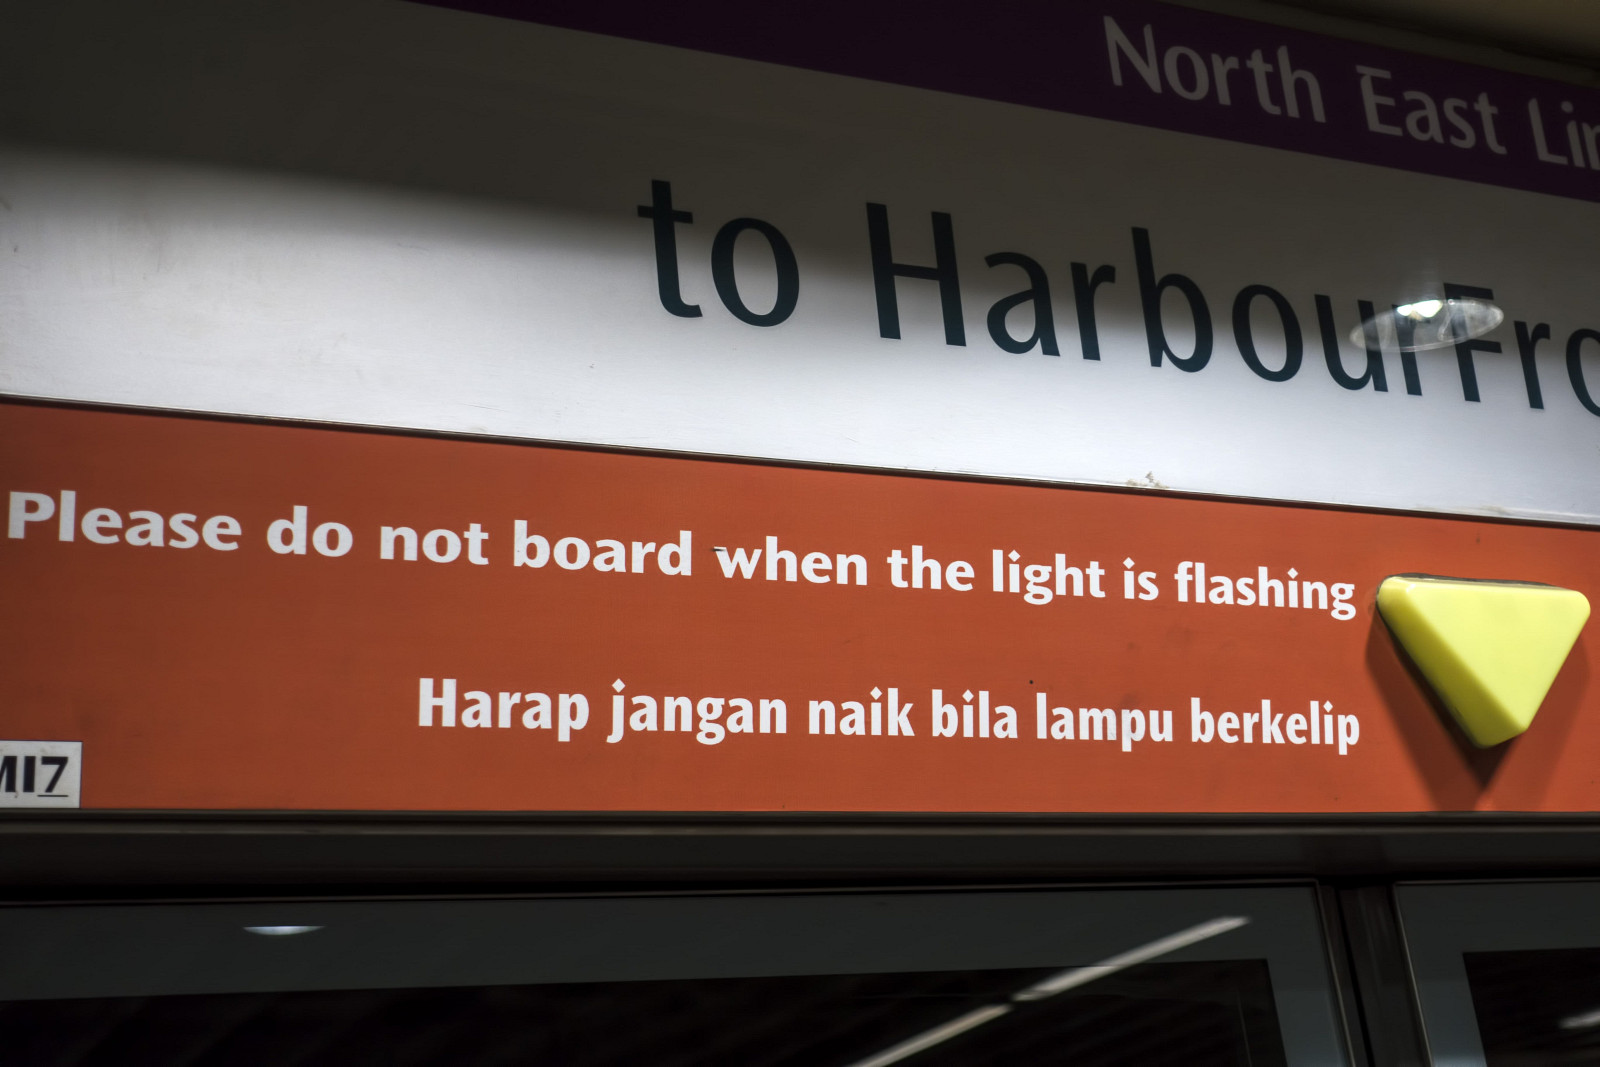 North East Lin
to HarbourFro
Please do not board when the light is flashing
Harap jangan naik bila lampu berkelip
MI7